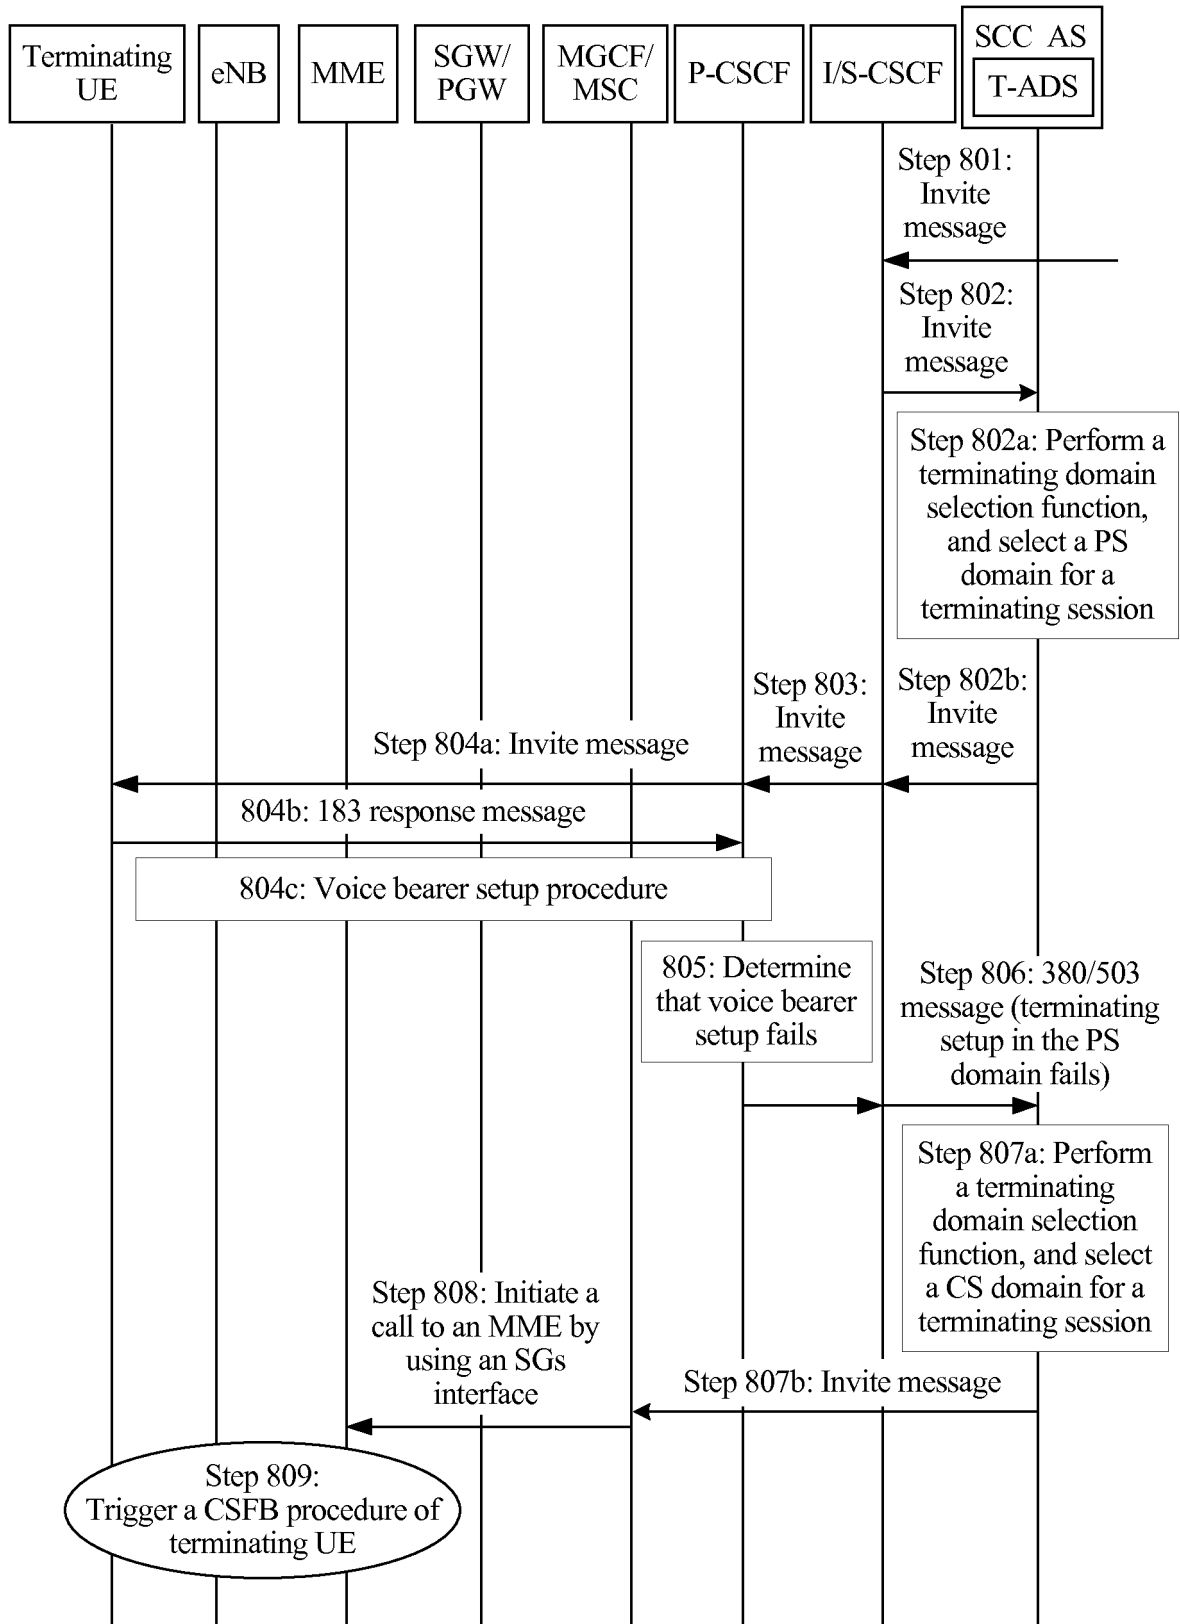 Terminating
UE
eNB
MME
SGW/
PGW
MGCF/
MSC
P-CSCF
I/S-CSCF
SCC AS
T-ADS
Step 801:
Invite
message
Step 802:
Invite
message
Step 802a: Perform a
terminating domain
selection function,
and select a PS
domain for a
terminating session
Step 802b:
Invite
message
Step 803:
Invite
message
Step 804a: Invite message
804b: 183 response message
804c: Voice bearer setup procedure
805: Determine
that voice bearer
setup fails
Step 806: 380/503
message (terminating
setup in the PS
domain fails)
Step 807a: Perform
a terminating
domain selection
function, and select
a CS domain for a
terminating session
Step 807b: Invite message
Step 808: Initiate a
call to an MME by
using an SGs
interface
Step 809:
Trigger a CSFB procedure of
terminating UE